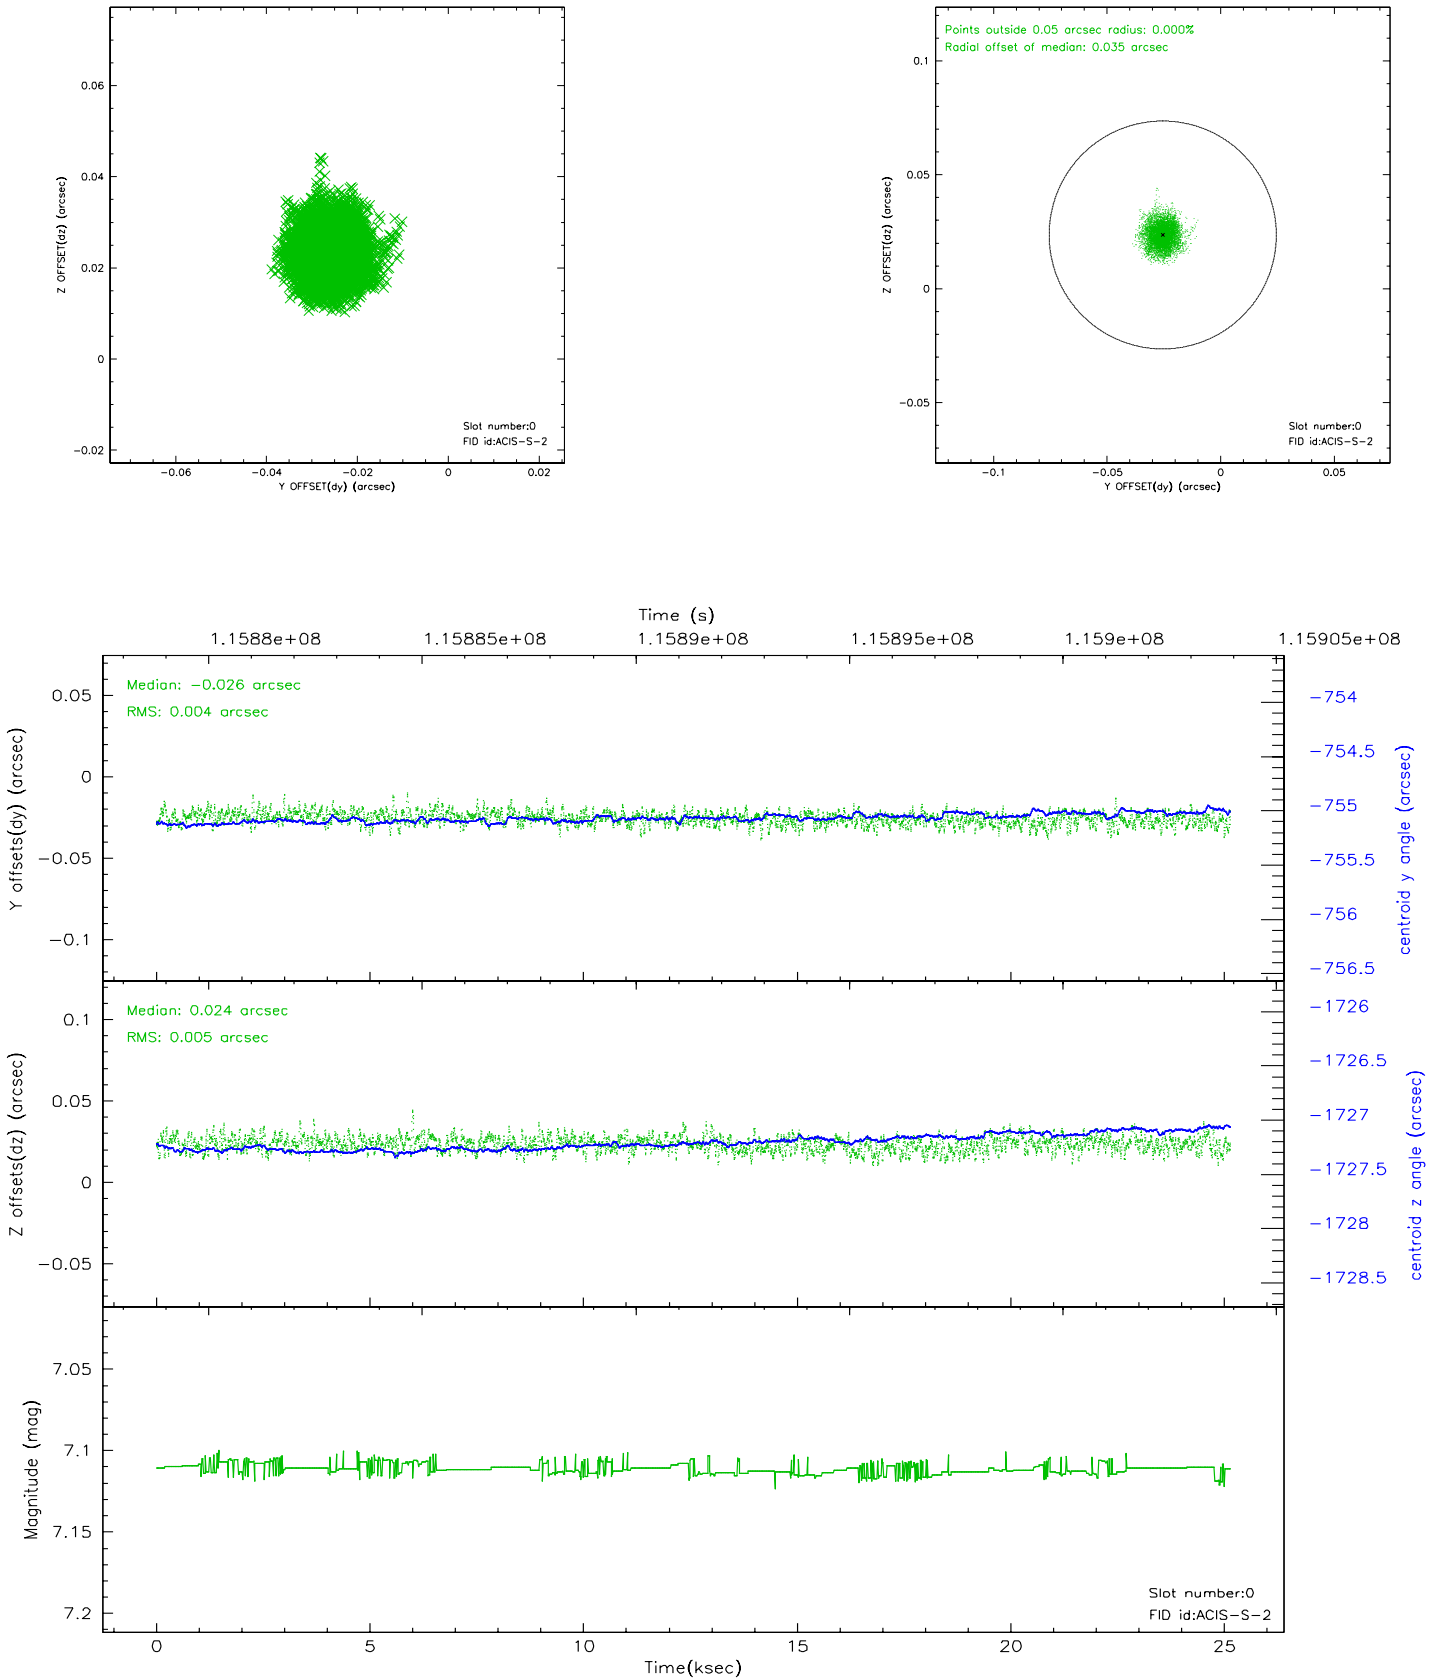 0.06
0.04
0.02
0
−0.02
Z OFFSET(dz) (arcsec)
Slot number:0
FID id:ACIS−S−2
−0.06 −0.04 −0.02 0 0.02
Y OFFSET(dy) (arcsec)
Points outside 0.05 arcsec radius: 0.000%
Radial offset of median: 0.035 arcsec
0.1
0.05
0
−0.05
Z OFFSET(dz) (arcsec)
Slot number:0
FID id:ACIS−S−2
−0.1 −0.05 0 0.05
Y OFFSET(dy) (arcsec)
Time (s)
1.1588e+08 1.15885e+08 1.1589e+08 1.15895e+08 1.159e+08 1.15905e+08
Median: −0.026 arcsec
RMS: 0.004 arcsec
0.05
0
−0.05
−0.1
Y offsets(dy) (arcsec)
−754
−754.5
−755
−755.5
−756
−756.5
centroid y angle (arcsec)
Median: 0.024 arcsec
RMS: 0.005 arcsec
0.1
0.05
0
−0.05
Z offsets(dz) (arcsec)
−1726
−1726.5
−1727
−1727.5
−1728
−1728.5
centroid z angle (arcsec)
7.05
7.1
7.15
7.2
Magnitude (mag)
Slot number:0
FID id:ACIS−S−2
0 5 10 15 20 25
Time(ksec)